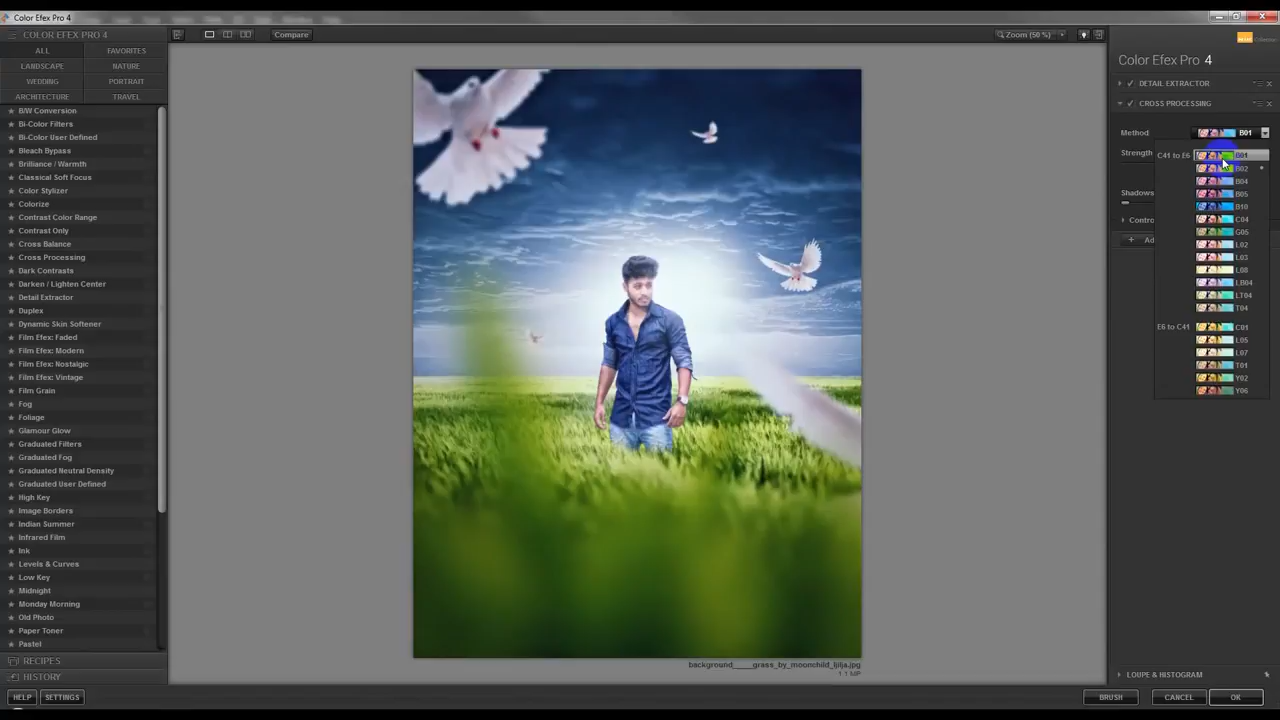 Color Efex Pro 4
COLOR EFEX PRO 4
ALL
FAVORITES
LANDSCAPE
NATURE
WEDDING
PORTRAIT
ARCHITECTURE
TRAVEL
B/W Conversion
Bi-Color Filters
Bi-Color User Defined
Bleach Bypass
Brilliance / Warmth
Classical Soft Focus
Color Stylizer
Colorize
Contrast Color Range
Contrast Only
Cross Balance
Cross Processing
Dark Contrasts
Darken / Lighten Center
Detail Extractor
Duplex
Dynamic Skin Softener
Film Efex: Faded
Film Efex: Modern
Film Efex: Nostalgic
Film Efex: Vintage
Film Grain
Fog
Foliage
Glamour Glow
Graduated Filters
Graduated Fog
Graduated Neutral Density
Graduated User Defined
High Key
Image Borders
Indian Summer
Infrared Film
Ink
Levels & Curves
Low Key
Midnight
Monday Morning
Old Photo
Paper Toner
Pastel
RECIPES
HISTORY
HELP
SETTINGS
Compare
Zoom (50 %)
background_____grass_by_moonchild_ljilja.jpg
1.1 MP
Color Efex Pro 4
DETAIL EXTRACTOR
CROSS PROCESSING
Method
B01
Strength
C41 to E6
B01
B02
B04
B05
B10
C04
G05
L02
L03
L08
LB04
LT04
T04
E6 to C41
C01
L05
L07
T01
Y02
Y06
Shadows
Contro
Ad
LOUPE & HISTOGRAM
BRUSH
CANCEL
OK